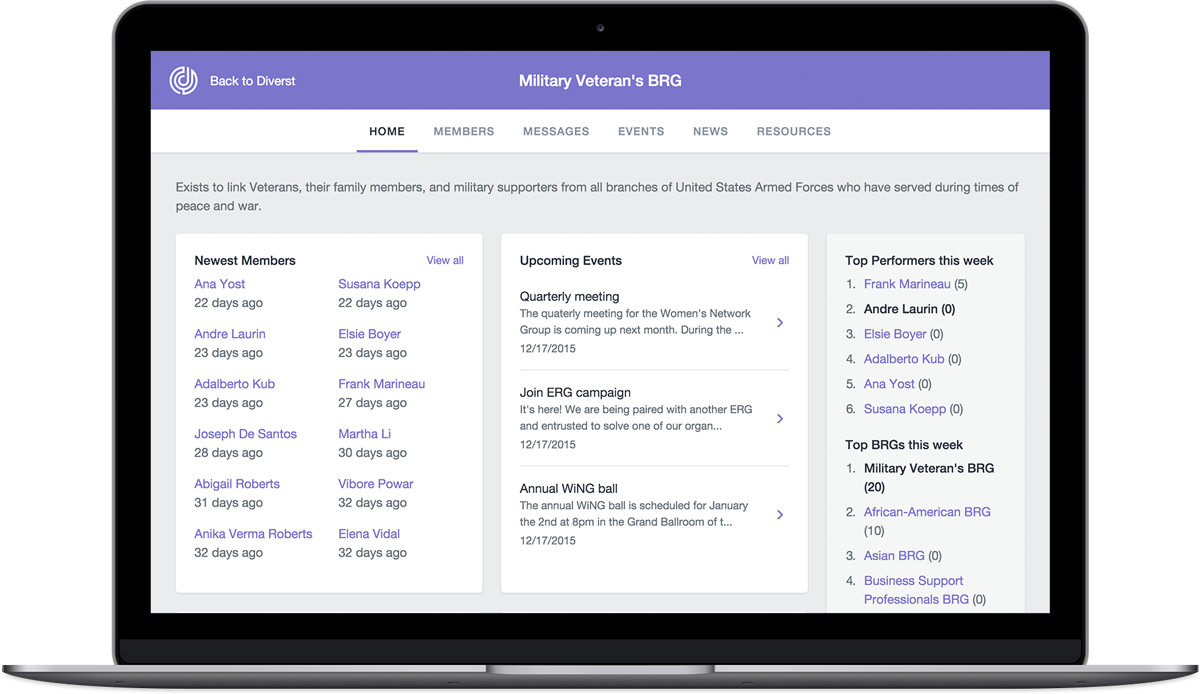 Back to Diverst
Military Veteran's BRG
HOME MEMBERS MESSAGES EVENTS NEWS RESOURCES
Exists to link Veterans, their family members, and military supporters from all branches of United States Armed Forces who have served during times of
peace and war.
Newest Members View all
Ana Yost Susana Koepp
22 days ago 22 days ago
Andre Laurin Elsie Boyer
23 days ago 23 days ago
Adalberto Kub Frank Marineau
23 days ago 27 days ago
Joseph De Santos Martha Li
28 days ago 30 days ago
Abigail Roberts Vibore Powar
31 days ago 32 days ago
Anika Verma Roberts Elena Vidal
32 days ago 32 days ago
Upcoming Events View all
Quarterly meeting
The quaterly meeting for the Women's Network
Group is coming up next month. During the ...
12/17/2015
Join ERG campaign
It's here! We are being paired with another ERG
and entrusted to solve one of our organ...
12/17/2015
Annual WiNG ball
The annual WiNG ball is scheduled for January
the 2nd at 8pm in the Grand Ballroom of t...
12/17/2015
Top Performers this week
1. Frank Marineau (5)
2. Andre Laurin (0)
3. Elsie Boyer (0)
4. Adalberto Kub (0)
5. Ana Yost (0)
6. Susana Koepp (0)
Top BRGs this week
1. Military Veteran's BRG
(20)
2. African-American BRG
(10)
3. Asian BRG (0)
4. Business Support
Professionals BRG (0)